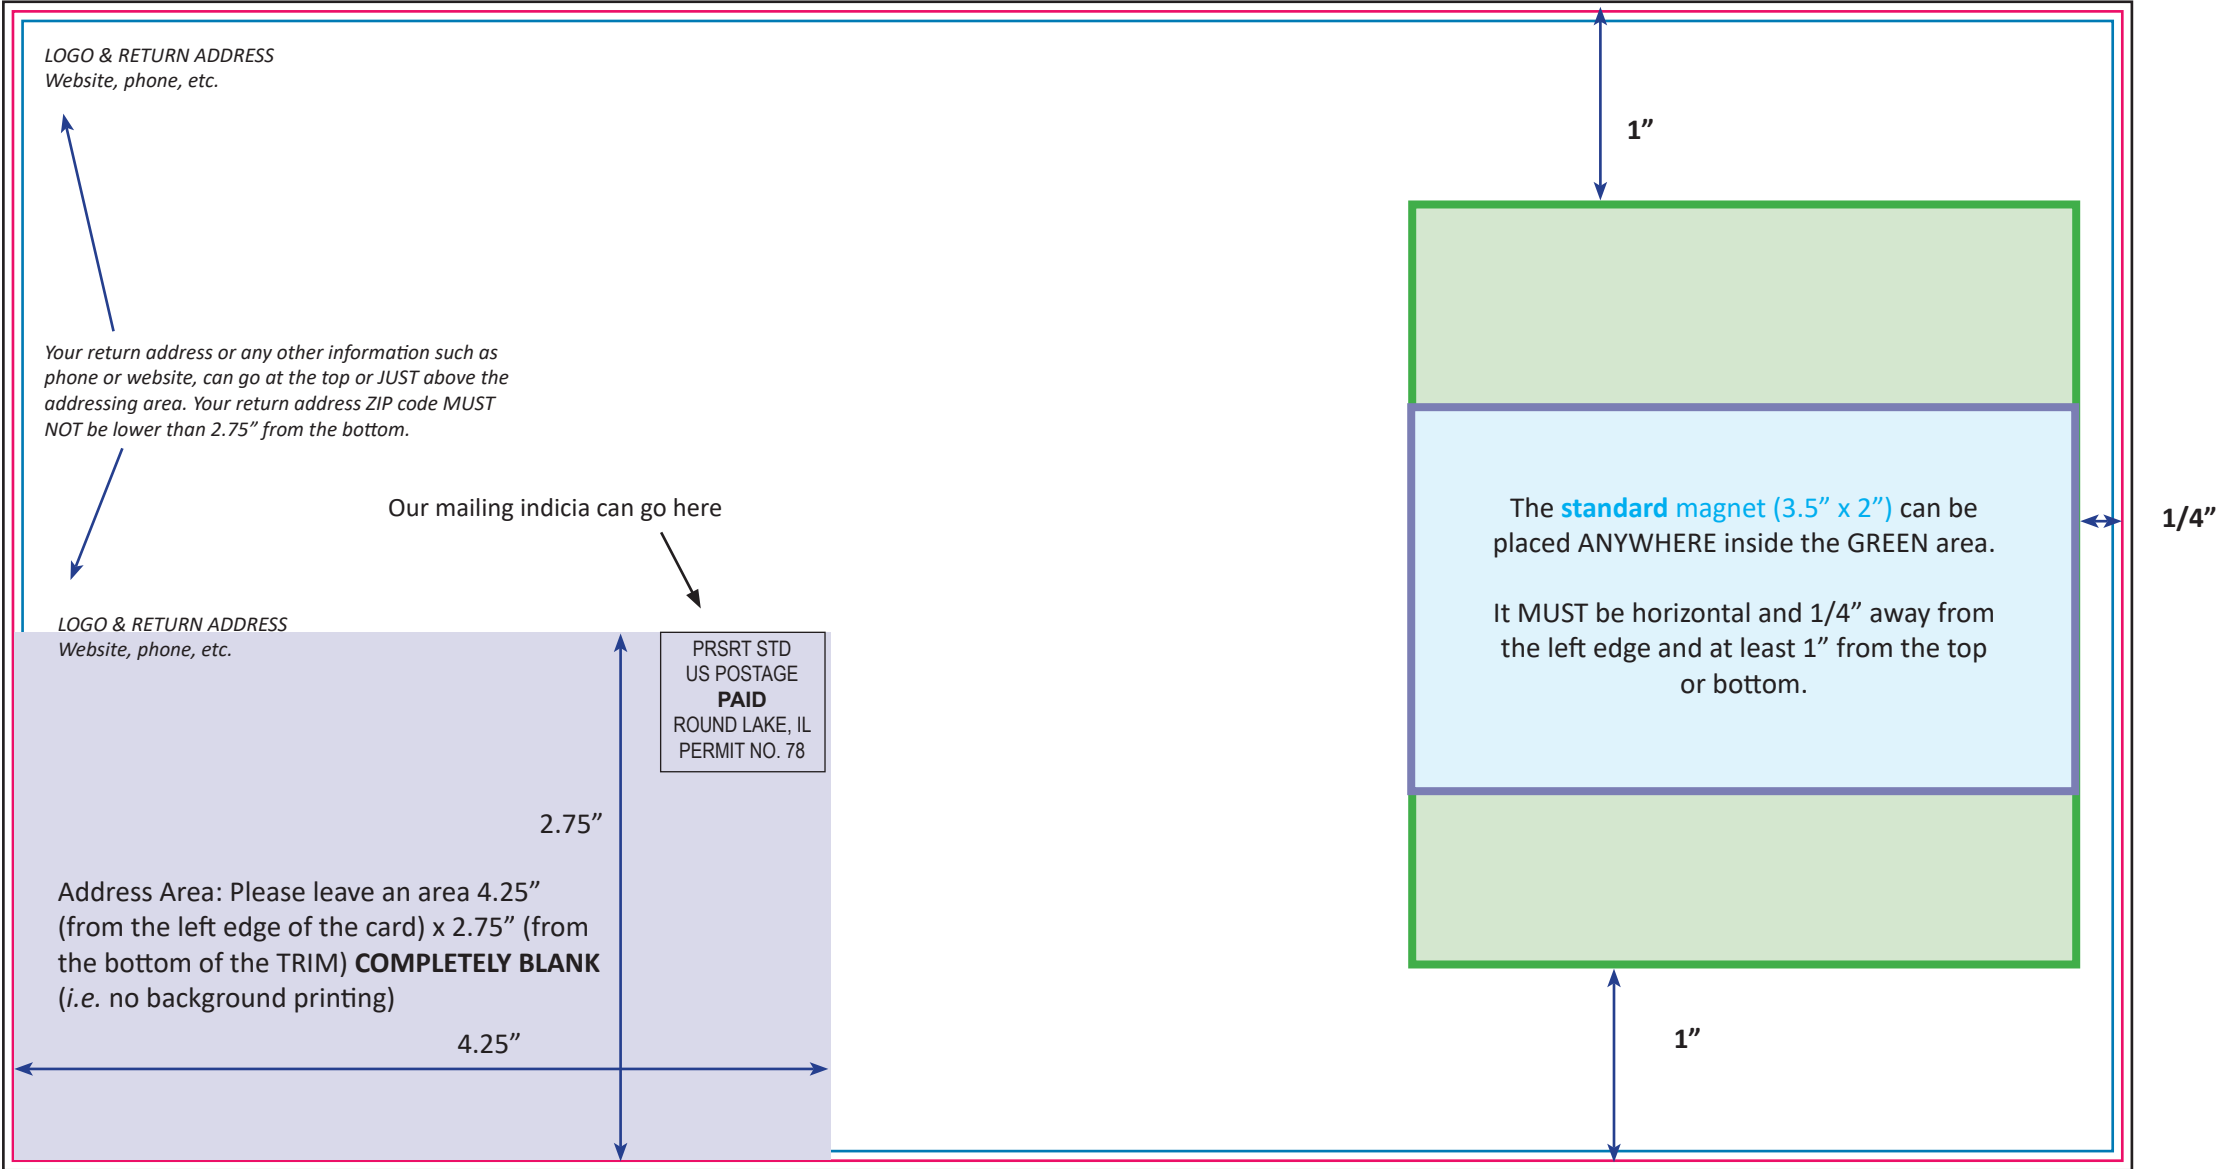 LOGO & RETURN ADDRESS
Website, phone, etc.
1”
Your return address or any other information such as
phone or website, can go at the top or JUST above the
addressing area. Your return address ZIP code MUST
NOT be lower than 2.75” from the bottom.
Our mailing indicia can go here
The standard magnet (3.5” x 2”) can be
placed ANYWHERE inside the GREEN area.
It MUST be horizontal and 1/4” away from
the left edge and at least 1” from the top
or bottom.
1/4”
LOGO & RETURN ADDRESS
Website, phone, etc.
PRSRT STD
US POSTAGE
PAID
ROUND LAKE, IL
PERMIT NO. 78
2.75”
Address Area: Please leave an area 4.25”
(from the left edge of the card) x 2.75” (from
the bottom of the TRIM) COMPLETELY BLANK
(i.e. no background printing)
4.25”
1”